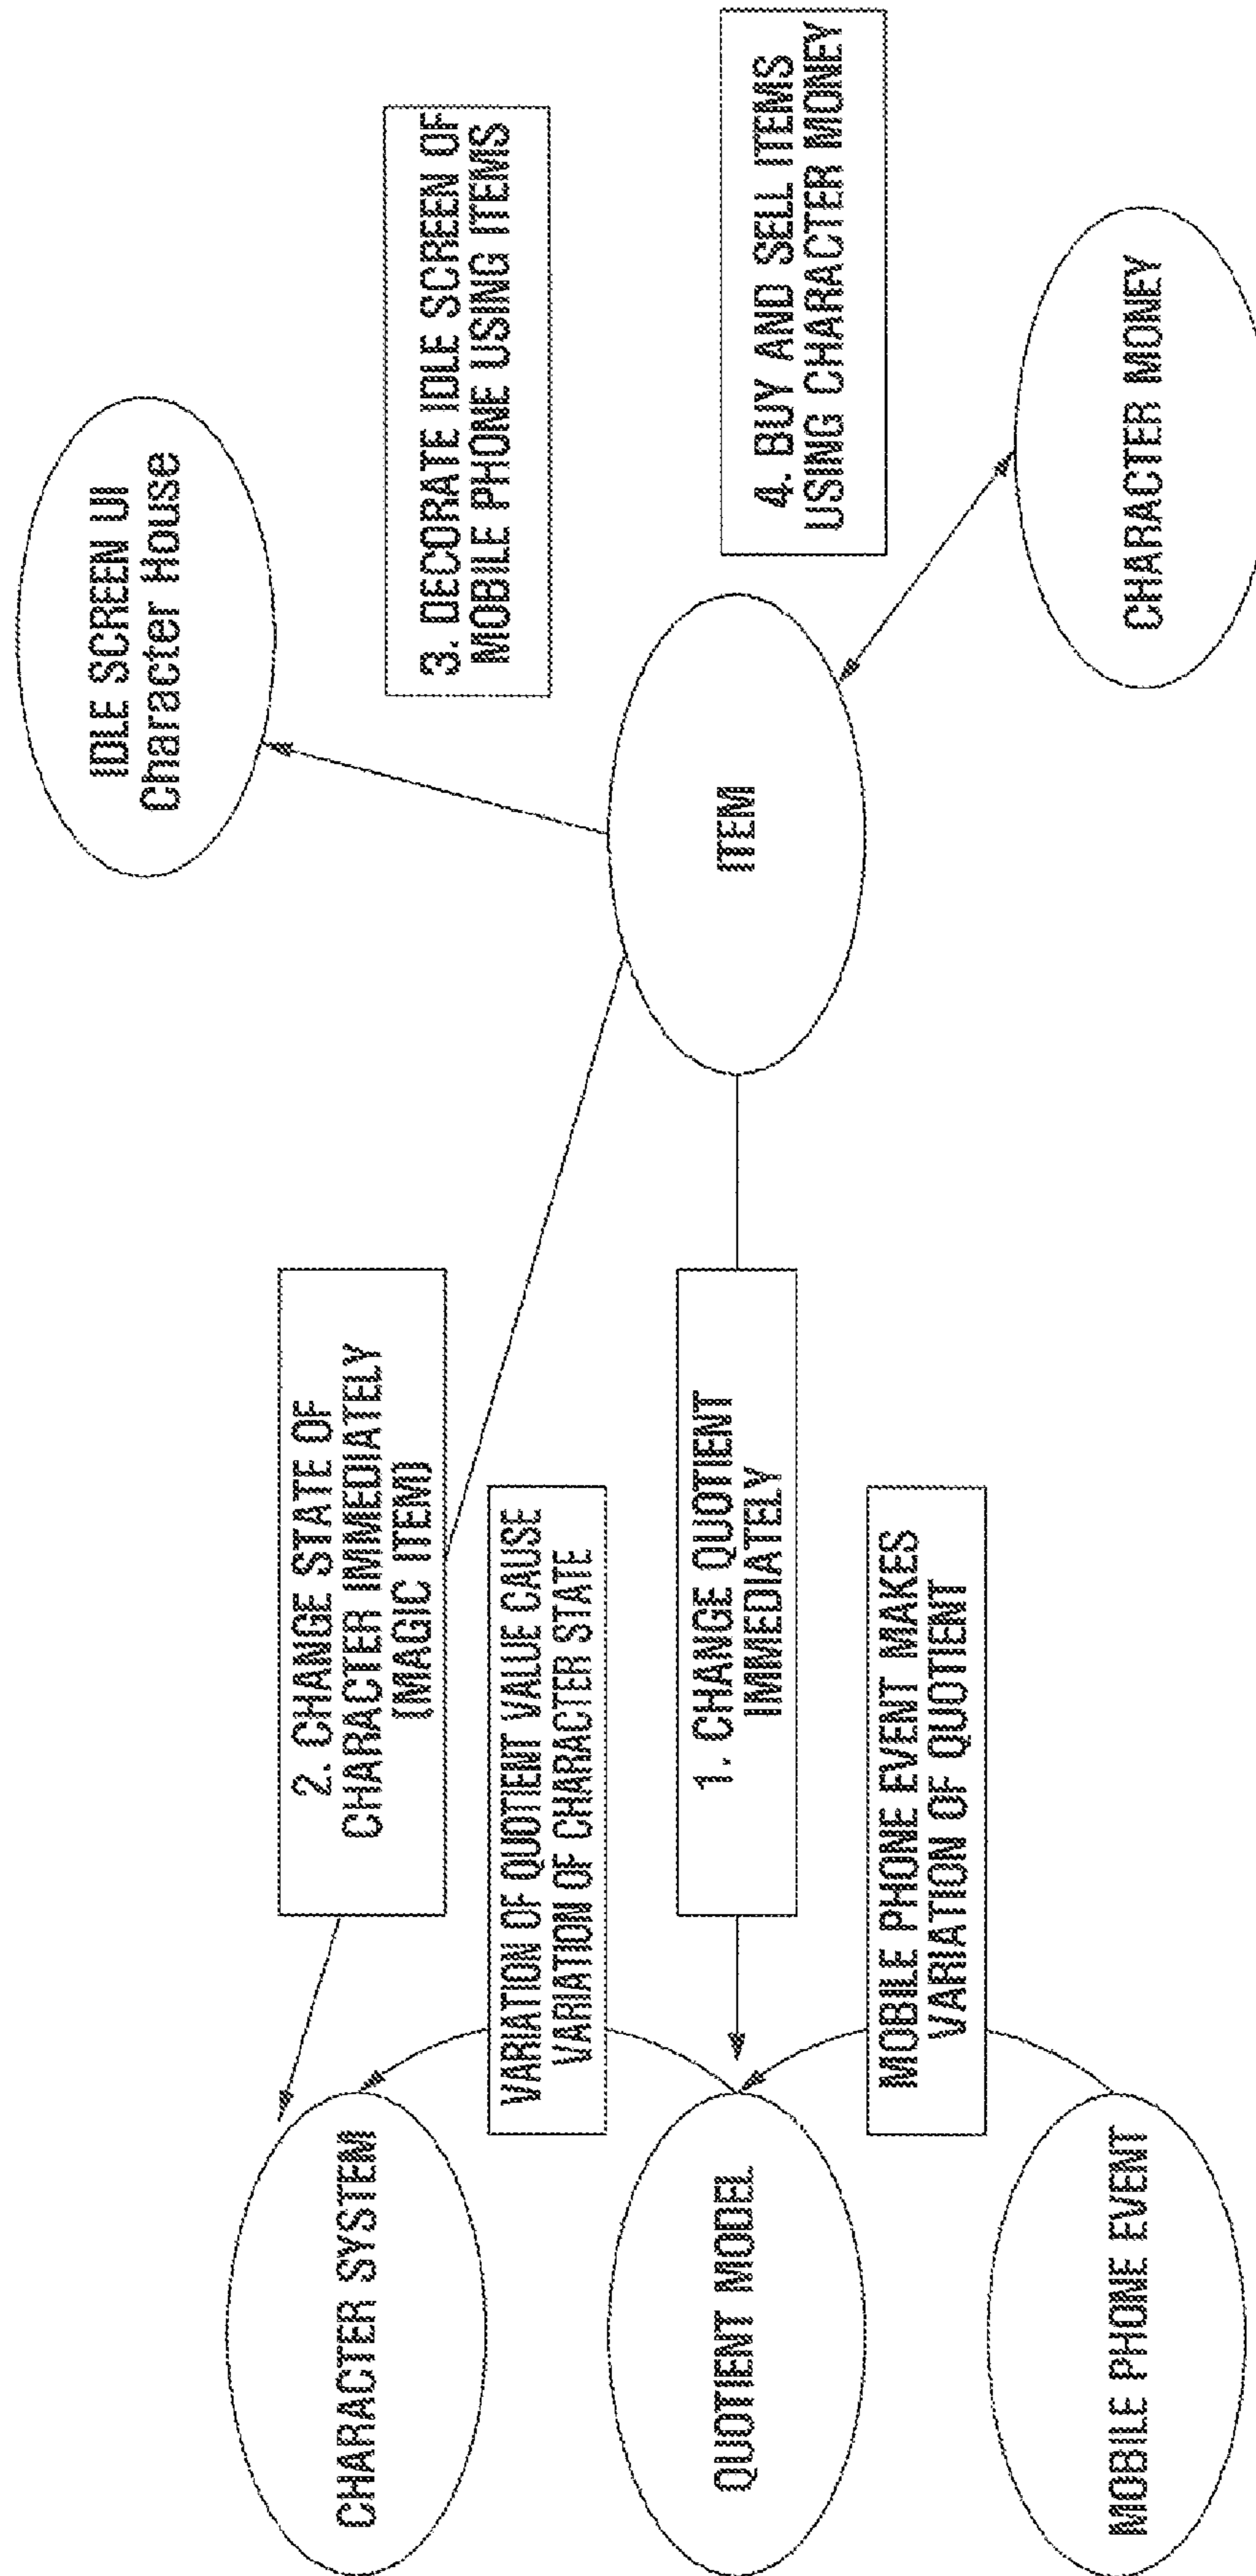 IDLE SCREEN UI
Character House
3. DECORATE IDLE SCREEN OF
MOBILE PHONE USING ITEMS
4. BUY AND SELL ITEMS
USING CHARACTER MONEY
CHARACTER MONEY
ITEM
2. CHANGE STATE OF
CHARACTER IMMEDIATELY
(MAGIC ITEM)
VARIATION OF QUOTIENT VALUE CAUSE
VARIATION OF CHARACTER STATE
1. CHANGE QUOTIENT
IMMEDIATELY
MOBILE PHONE EVENT MAKES
VARIATION OF QUOTIENT
CHARACTER SYSTEM
QUOTIENT MODEL
MOBILE PHONE EVENT